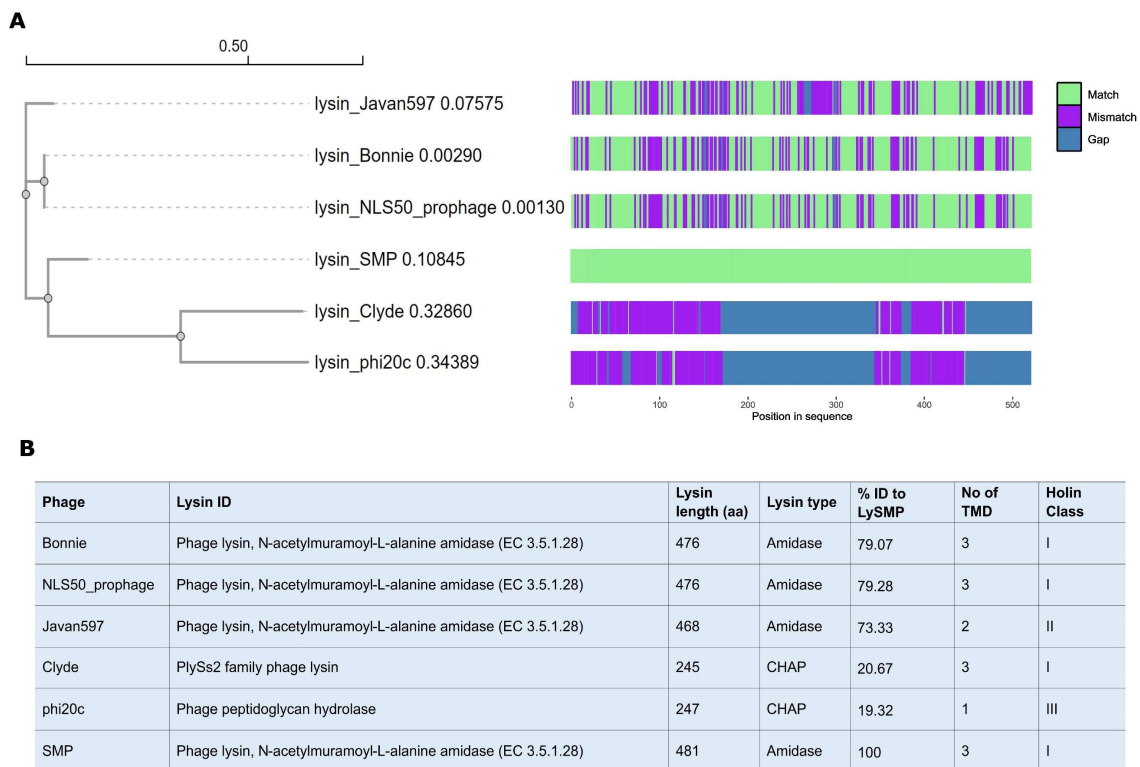 A
0.50
lysin_Javan597 0.07575
lysin_Bonnie 0.00290
lysin_NLS50_prophage 0.00130
lysin_SMP 0.10845
lysin_Clyde 0.32860
lysin_phi20c 0.34389
Match
Mismatch
Gap
0 100 200 300 400 500
Position in sequence
B
Phage Lysin ID Lysin length (aa) Lysin type % ID to LySMP No of TMD Holin Class
Bonnie Phage lysin, N-acetylmuramoyl-L-alanine amidase (EC 3.5.1.28) 476 Amidase 79.07 3 I
NLS50_prophage Phage lysin, N-acetylmuramoyl-L-alanine amidase (EC 3.5.1.28) 476 Amidase 79.28 3 I
Javan597 Phage lysin, N-acetylmuramoyl-L-alanine amidase (EC 3.5.1.28) 468 Amidase 73.33 2 II
Clyde PlySs2 family phage lysin 245 CHAP 20.67 3 I
phi20c Phage peptidoglycan hydrolase 247 CHAP 19.32 1 III
SMP Phage lysin, N-acetylmuramoyl-L-alanine amidase (EC 3.5.1.28) 481 Amidase 100 3 I